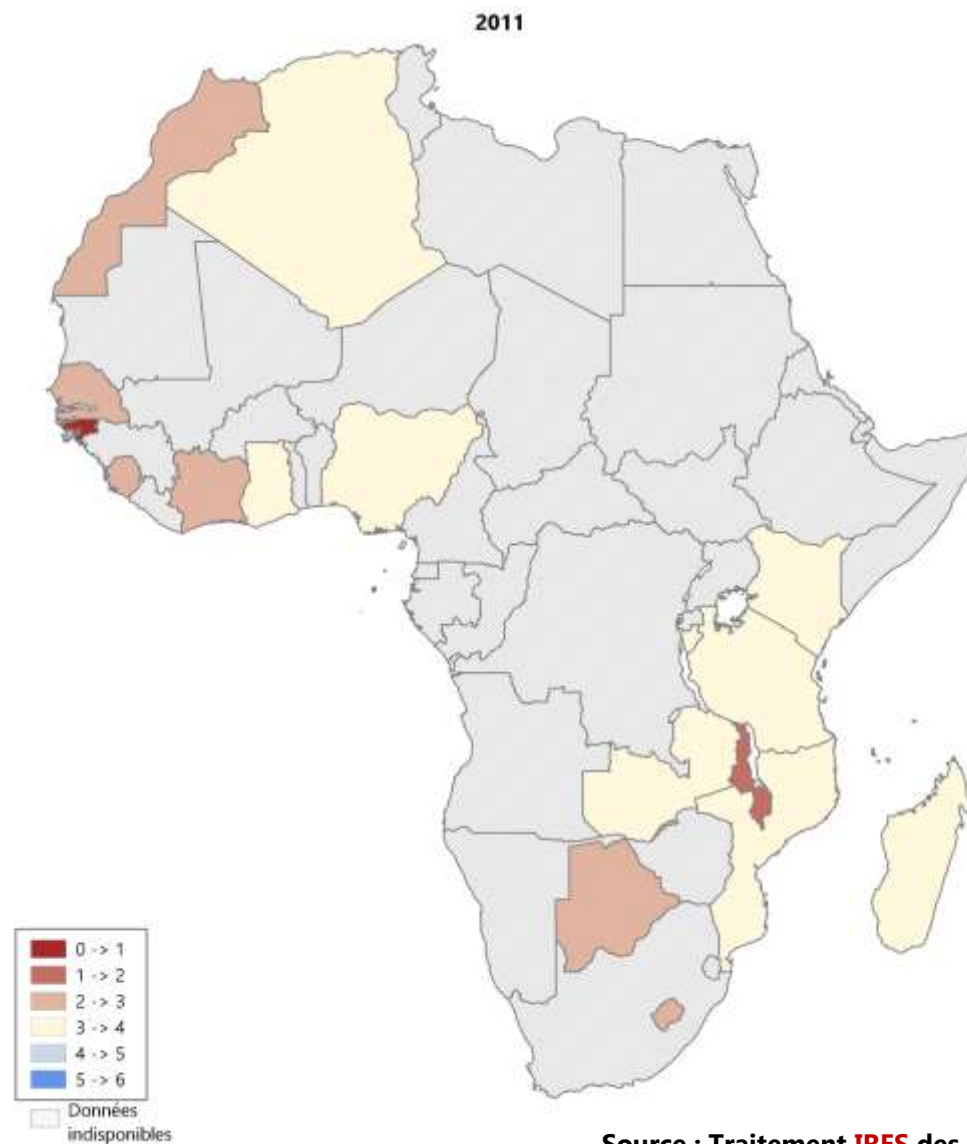 2011
0 -> 1
1 -> 2
2 -> 3
3 -> 4
4 -> 5
5 -> 6
Données
indisponibles
Source : Traitement IRES des